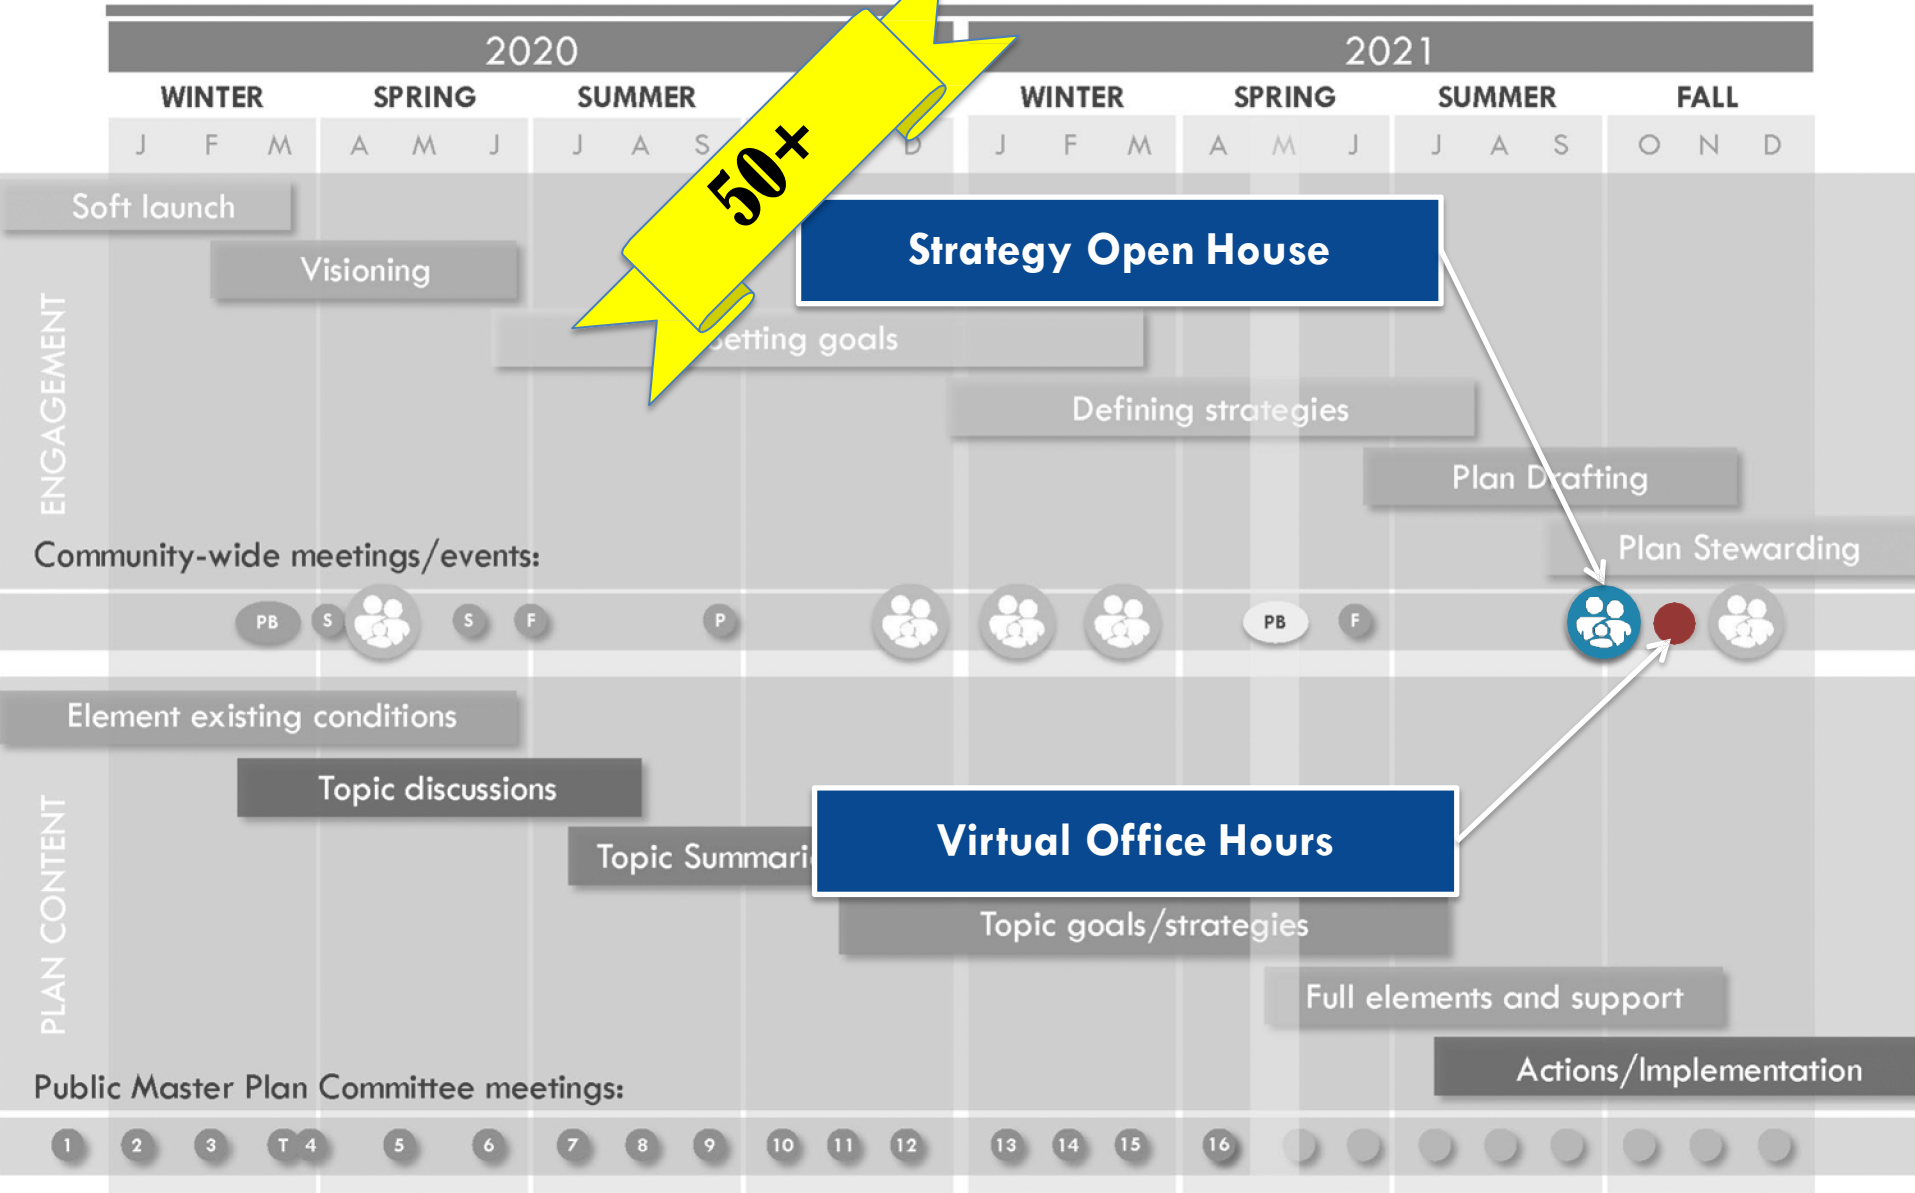 2020 2021
WINTER SPRING SUMMER WINTER SPRING SUMMER FALL
J F M A M J J A S D J F M A M J J A S O N D
50+
Soft launch
Strategy Open House
Visioning
etting goals
Defining strategies
Plan Drafting
Plan Stewarding
ENGAGEMENT
Community-wide meetings/events:
PB S S F P PB F
Element existing conditions
Topic discussions
Virtual Office Hours
Topic Summari
Topic goals/strategies
Full elements and support
Actions/Implementation
PLAN CONTENT
Public Master Plan Committee meetings:
1 2 3 T 4 5 6 7 8 9 10 11 12 13 14 15 16